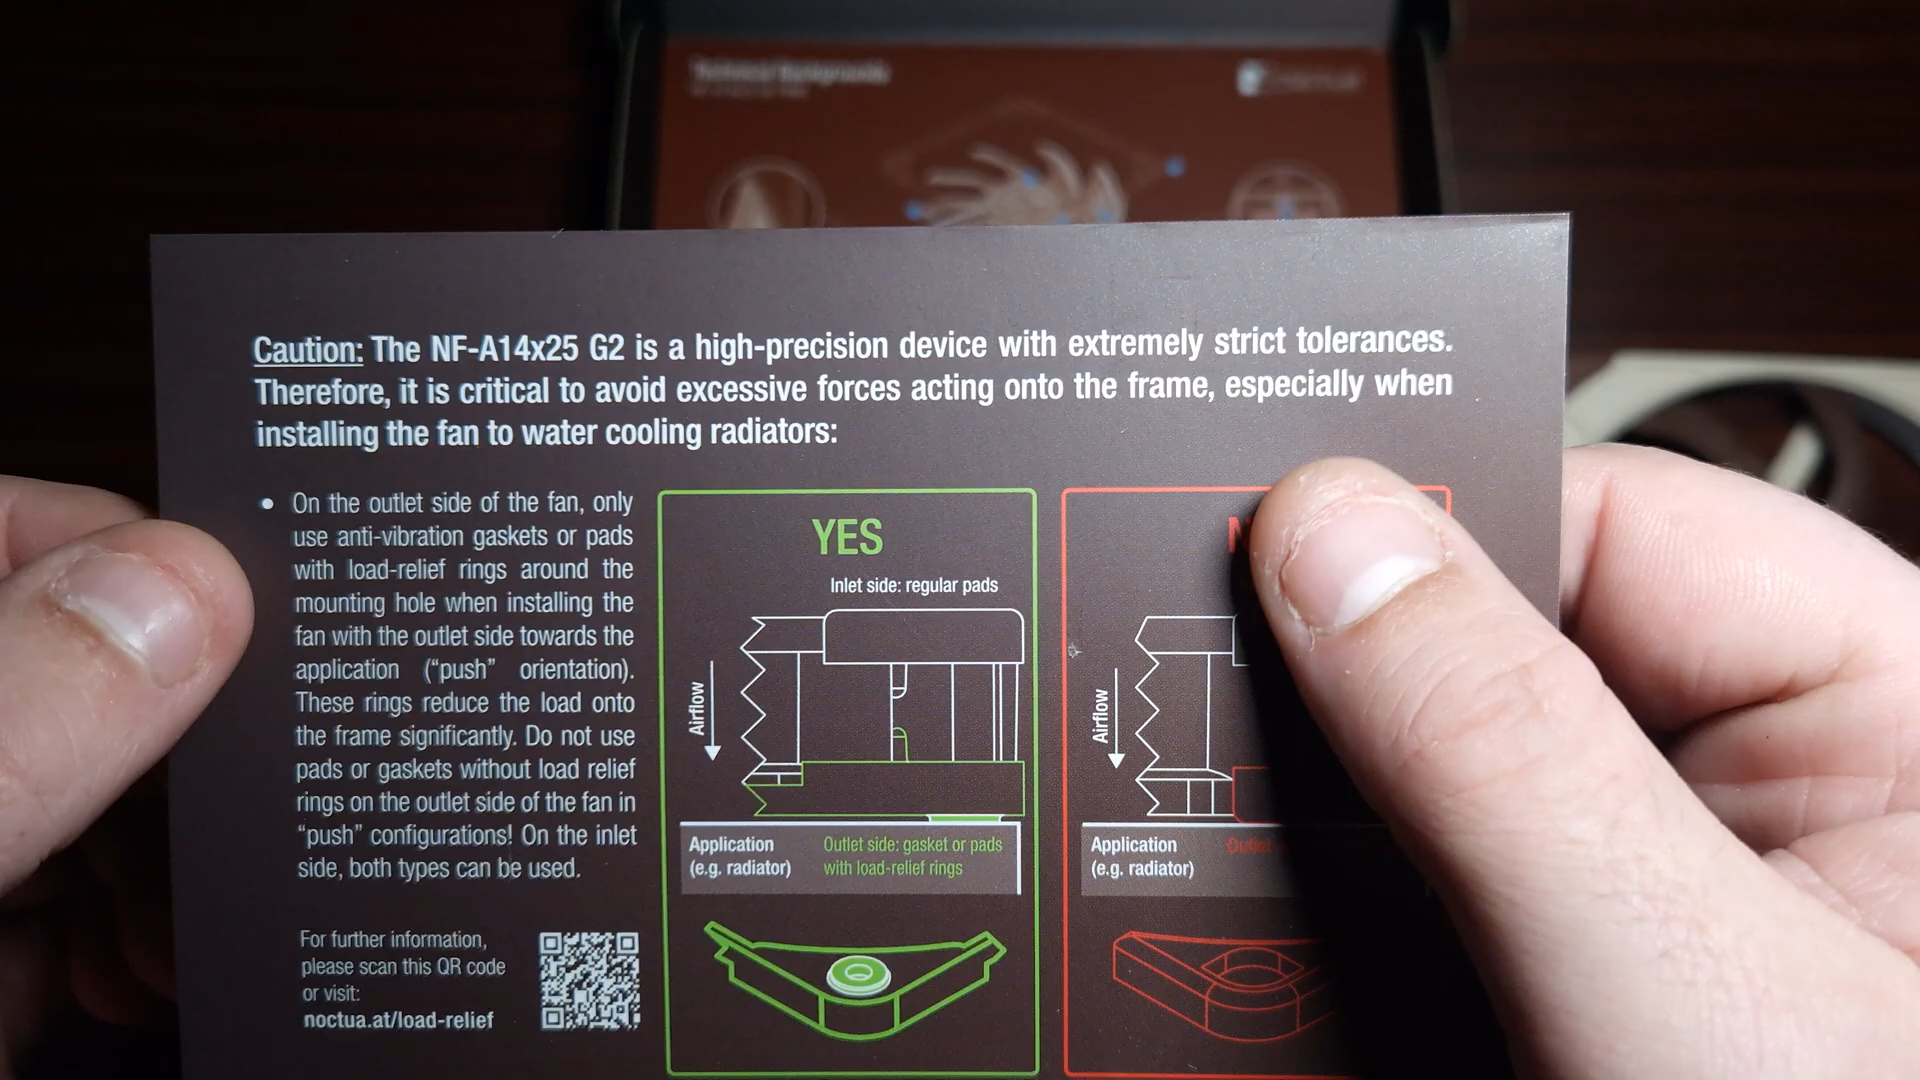 Technical Backgrounds
Caution: The NF-A14x25 G2 is a high-precision device with extremely strict tolerances.
Therefore, it is critical to avoid excessive forces acting onto the frame, especially when
installing the fan to water cooling radiators:
• On the outlet side of the fan, only
use anti-vibration gaskets or pads
with load-relief rings around the
mounting hole when installing the
fan with the outlet side towards the
application (“push” orientation).
These rings reduce the load onto
the frame significantly. Do not use
pads or gaskets without load relief
rings on the outlet side of the fan in
“push” configurations! On the inlet
side, both types can be used.
For further information,
please scan this QR code
or visit:
noctua.at/load-relief
YES
Inlet side: regular pads
Airflow
Application
(e.g. radiator)
Outlet side: gasket or pads
with load-relief rings
Airflow
Application
(e.g. radiator)